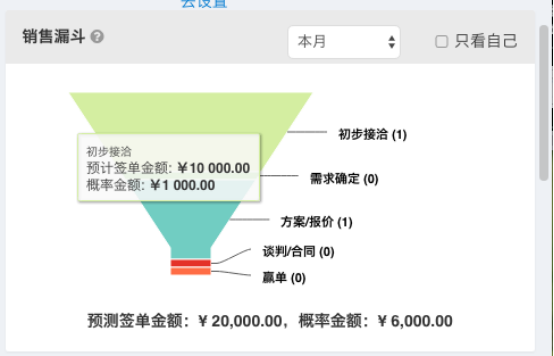 去设置
销售漏斗 ?
本月
只看自己
初步接洽 (1)
初步接洽
预计签单金额: ¥10 000.00
概率金额: ¥1 000.00
需求确定 (0)
方案/报价 (1)
谈判/合同 (0)
赢单 (0)
预测签单金额: ¥ 20,000.00, 概率金额: ¥ 6,000.00